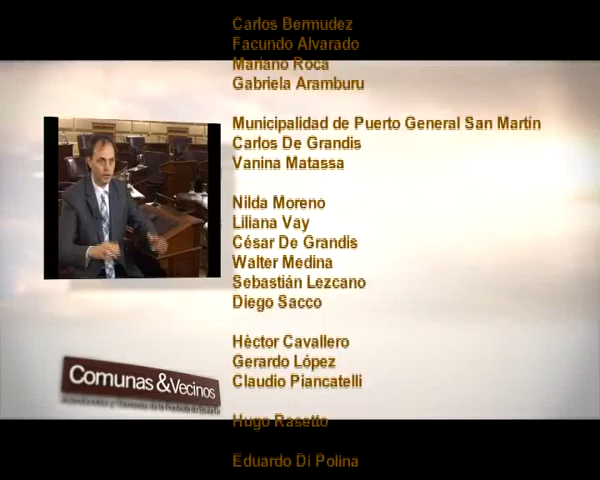 Carlos Bermudez
Facundo Alvarado
Mariano Roca
Gabriela Aramburu
Municipalidad de Puerto General San Martín
Carlos De Grandis
Vanina Matassa
Nilda Moreno
Liliana Vay
César De Grandis
Walter Medina
Sebastián Lezcano
Diego Sacco
Hèctor Cavallero
Gerardo López
Claudio Piancatelli
Hugo Rasetto
Eduardo Di Polina
Comunas &Vecinos